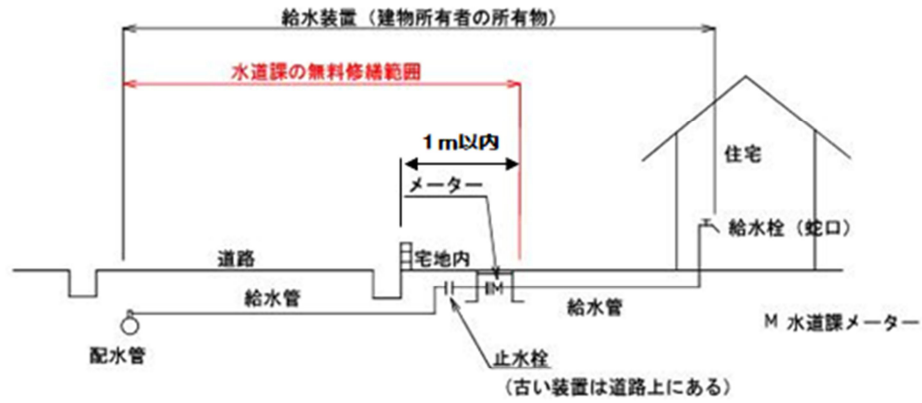 給水装置（建物所有者の所有物）
水道課の無料修繕範囲
1m以内
住宅
メーター
給水栓（蛇口）
道路
宅地内
給水管
給水管
M 水道課メーター
配水管
止水栓
（古い装置は道路上にある）
M